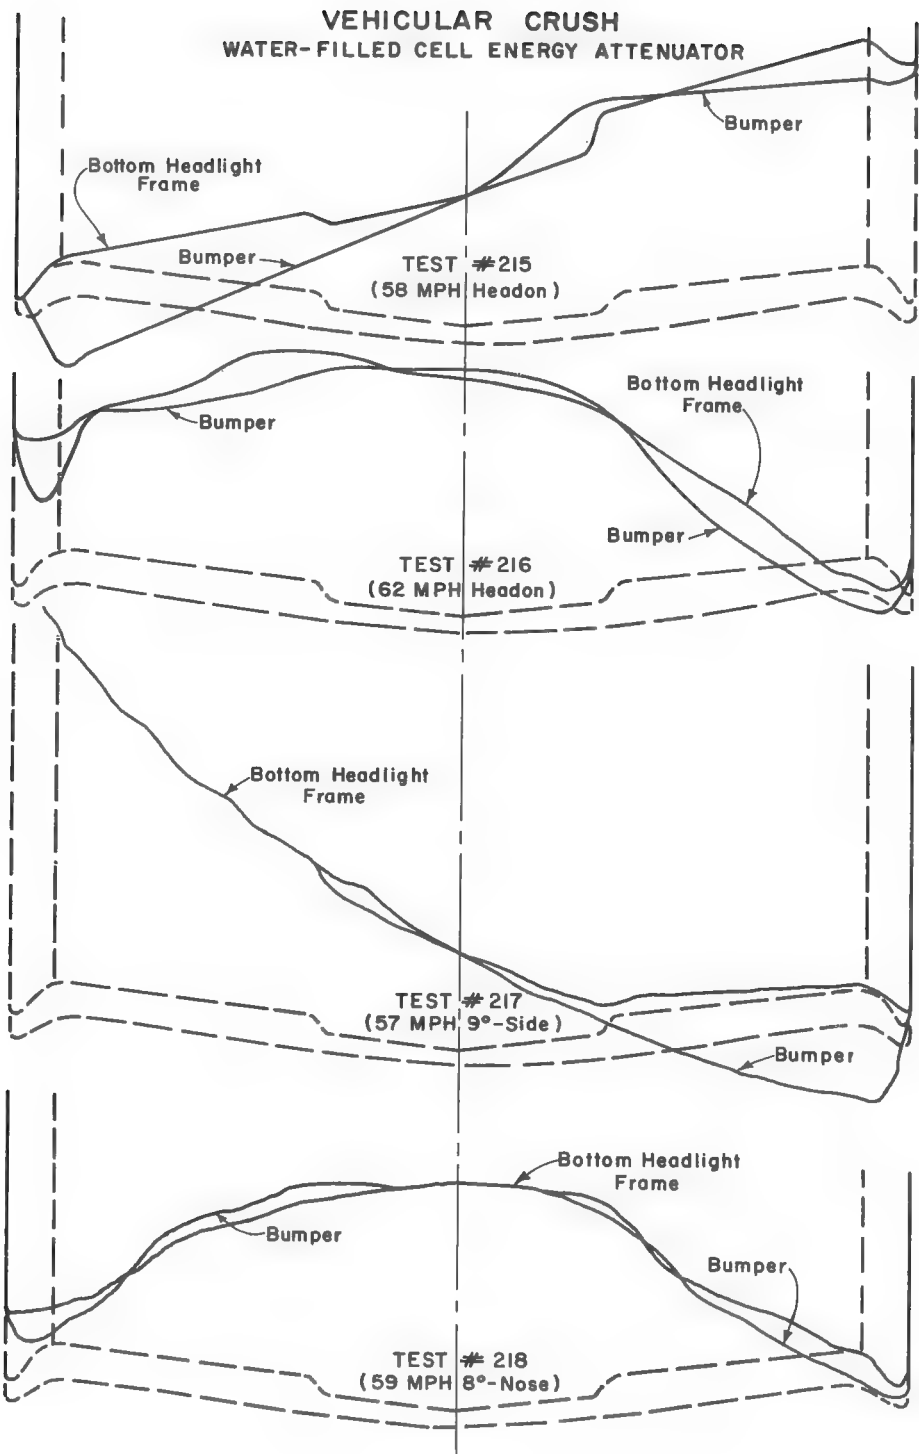 VEHICULAR CRUSH
WATER-FILLED CELL ENERGY ATTENUATOR
Bumper
Bottom Headlight
Frame
Bumper
TEST #215
(58 MPH Headon)
Bottom Headlight
Frame
Bumper
Bumper
TEST #216
(62 MPH Headon)
Bottom Headlight
Frame
TEST #217
(57 MPH 9°-Side)
Bumper
Bottom Headlight
Frame
Bumper
Bumper
TEST #218
(59 MPH 8°-Nose)